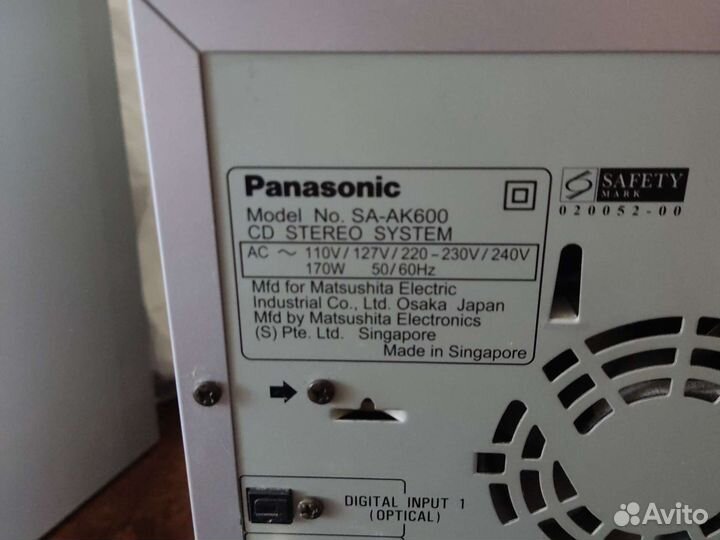 Panasonic
Model No. SA-AK600
CD STEREO SYSTEM
AC ~ 110V/127V/220-230V/240V
170W 50/60Hz
Mfd for Matsushita Electric
Industrial Co., Ltd. Osaka Japan
Mfd by Matsushita Electronics
(S) Pte. Ltd. Singapore
Made in Singapore
SAFETY
MARK
020052-00
DIGITAL INPUT 1
(OPTICAL)
Avito